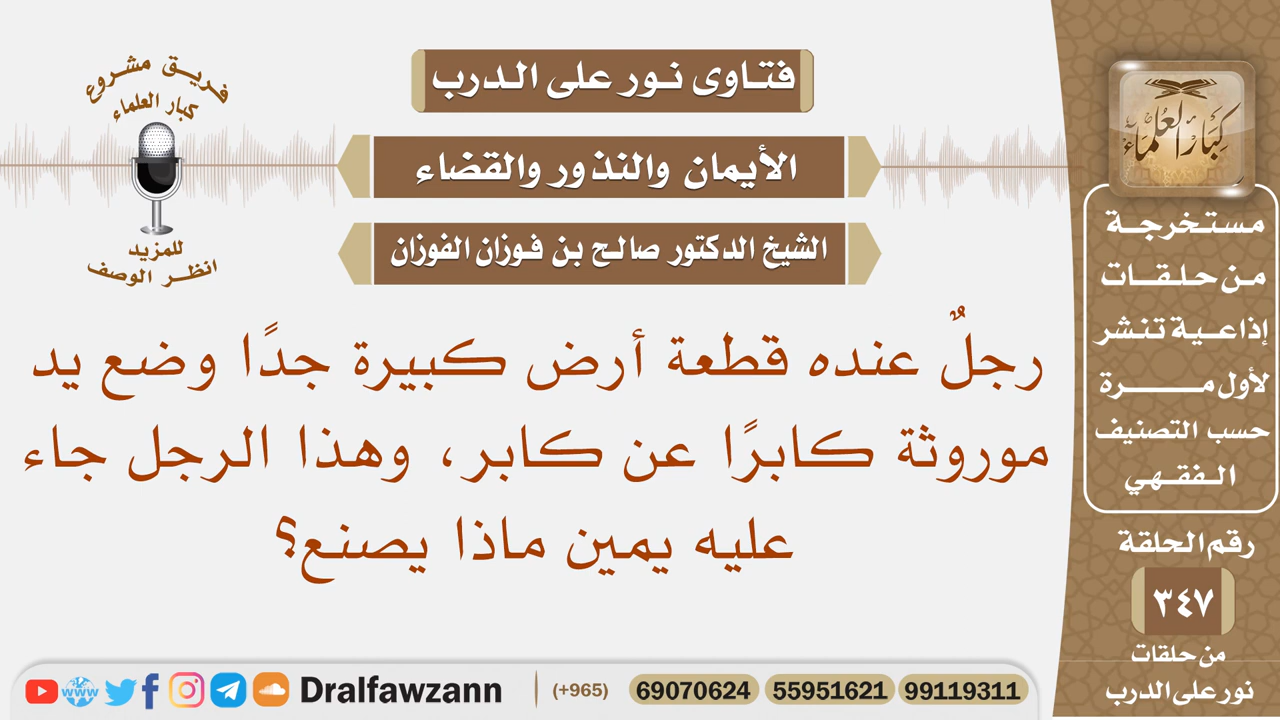 فتاوى نور على الدرب
الأيمان والنذور والقضاء
الشيخ الدكتور صالح بن فوزان الفوزان
رجلٌ عنده قطعة أرض كبيرة جدًا وضع يد
موروثة كابرًا عن كابر، وهذا الرجل جاء
عليه يمين ماذا يصنع؟
فريق مشروع
كبار العلماء
للمزيد
انظر الوصف
كبار العلماء
مستخرجة
من حلقات
إذاعية تنشر
لأول مرة
حسب التصنيف
الفقهي
رقم الحلقة
٣٤٧
من حلقات
نور على الدرب
www
Dralfawzann
(+965) 69070624 55951621 99119311